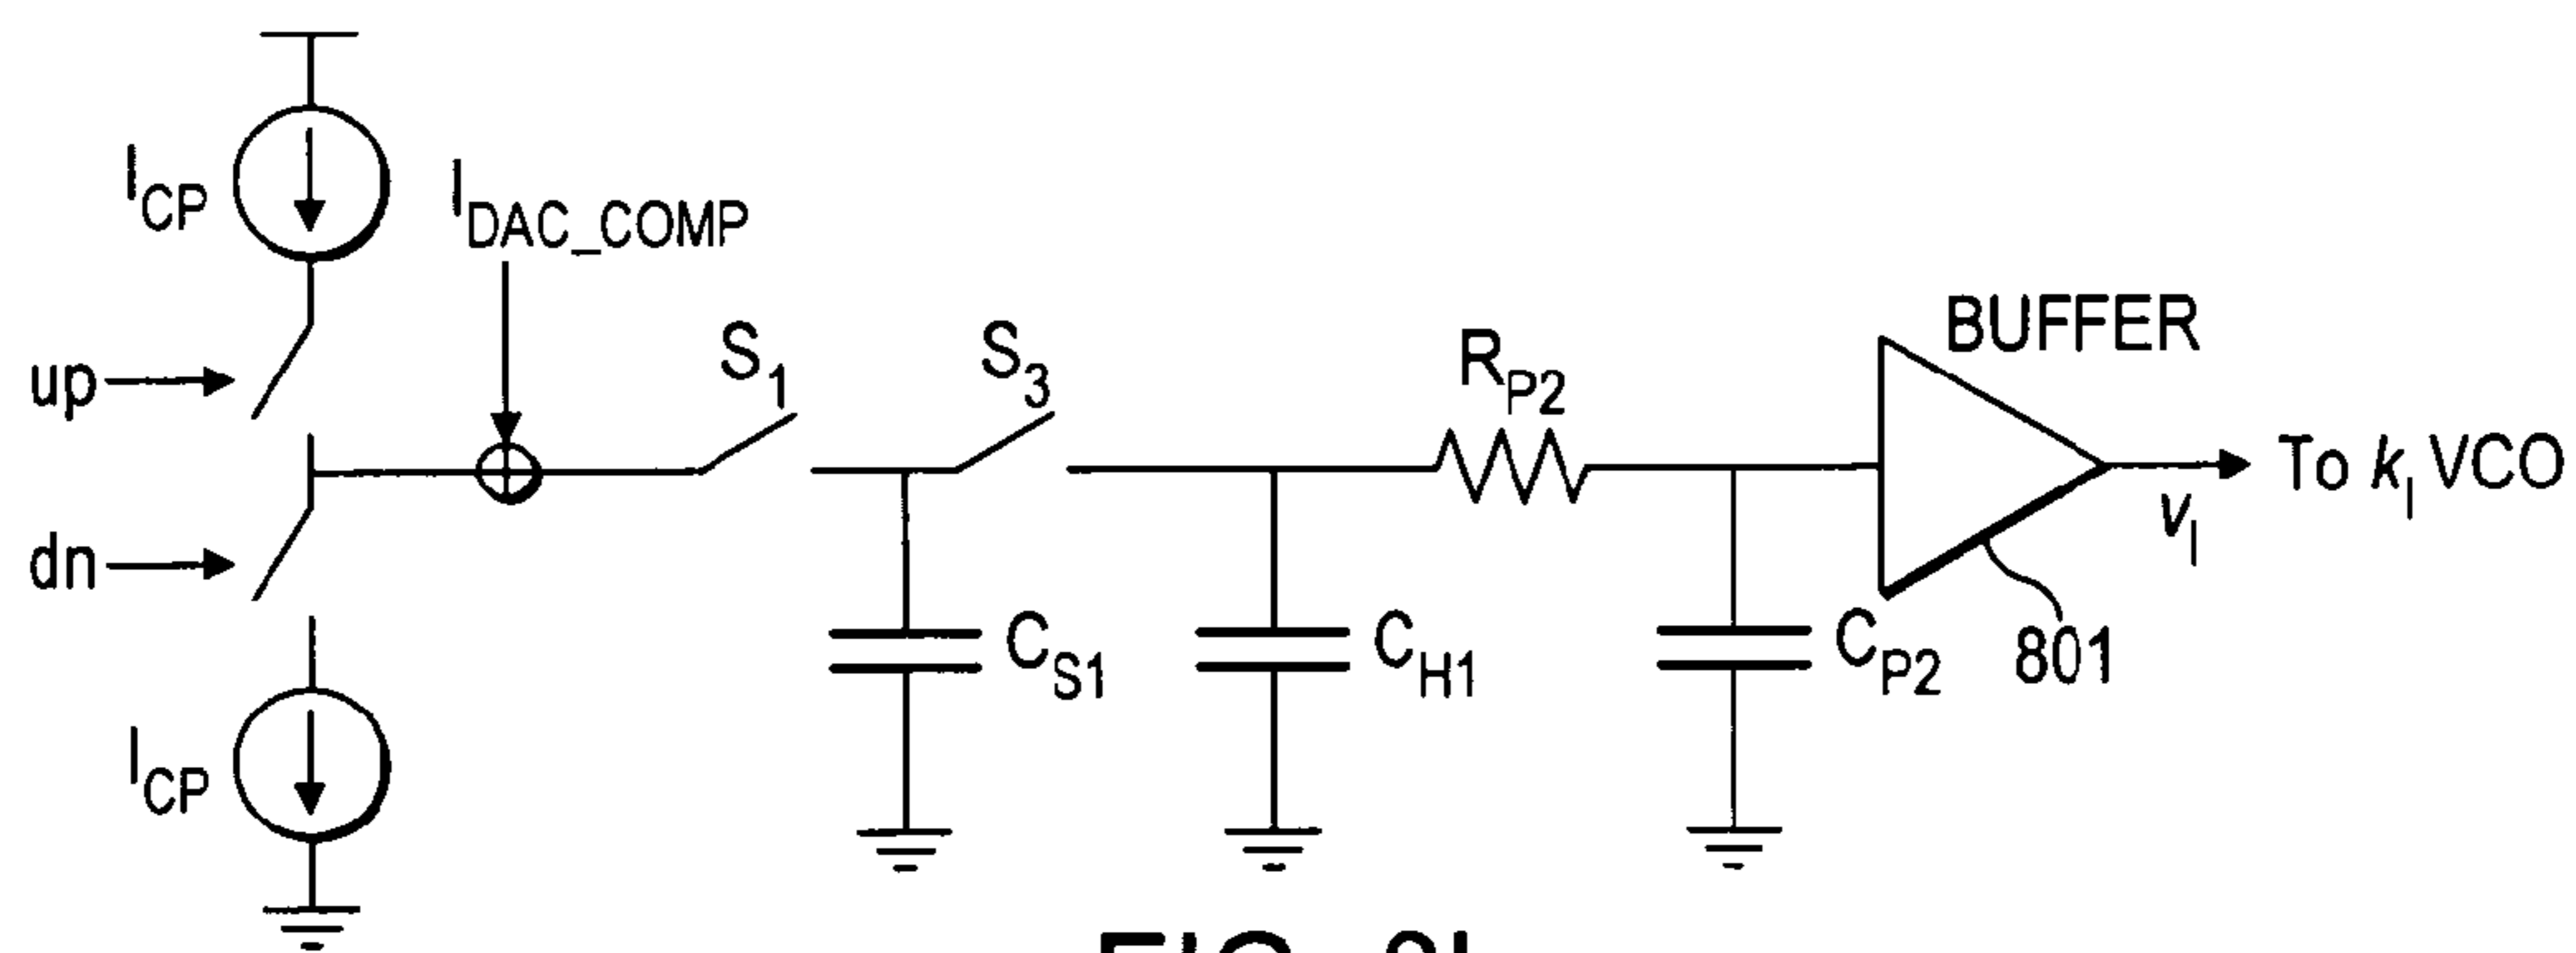 I_CP
I_DAC_COMP
up
dn
I_CP
S_1
S_3
R_P2
BUFFER
To k_I VCO
v_I
C_S1
C_H1
C_P2
801